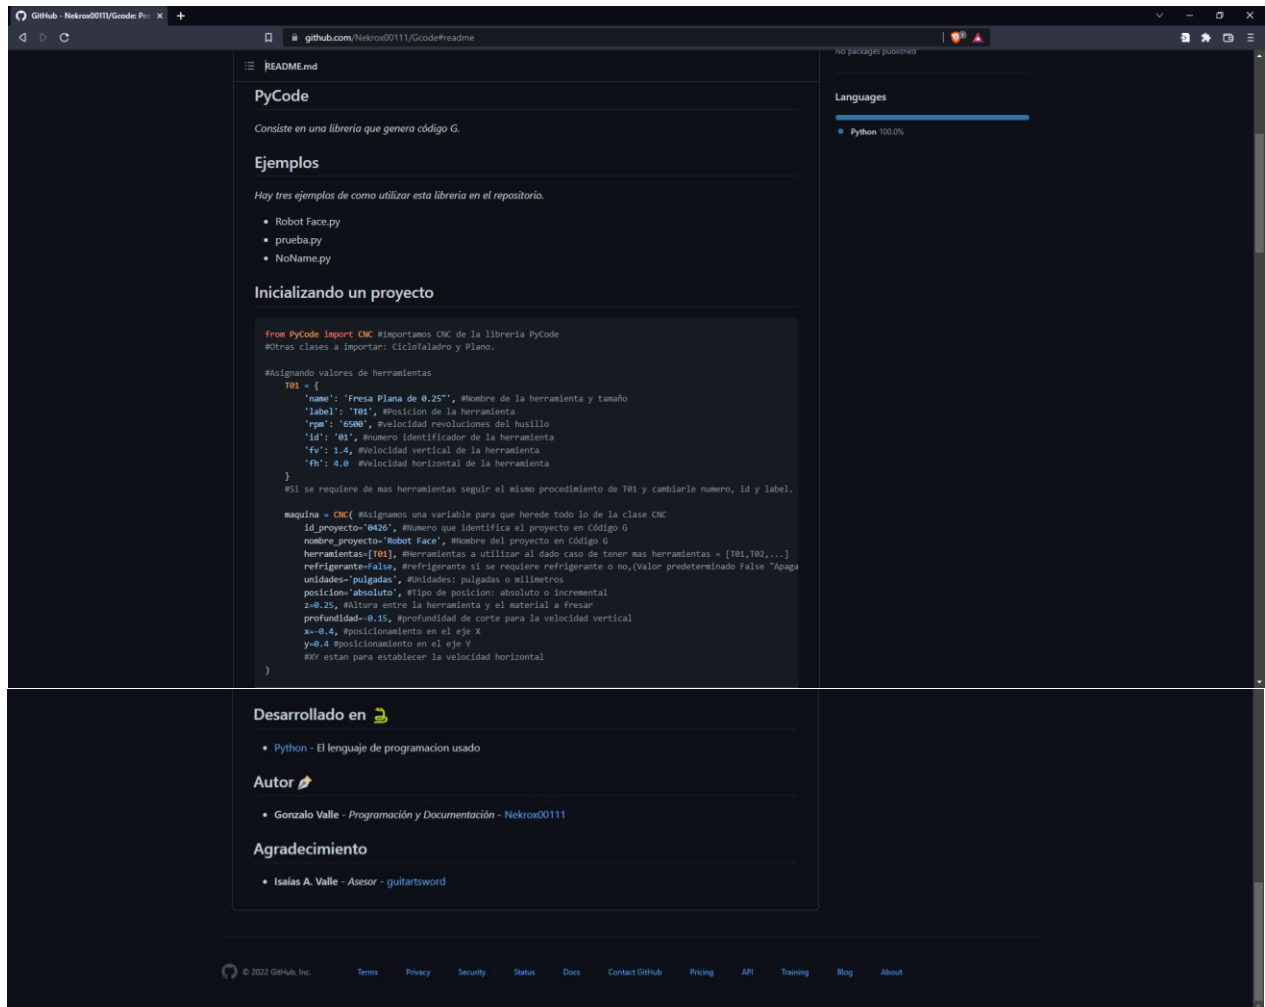 GitHub - Nekrox00111/Gcode: Pro
github.com/Nekrox00111/Gcode#readme
No packages published
README.md
PyCode
Languages
Consiste en una libreria que genera código G.
Python 100.0%
Ejemplos
Hay tres ejemplos de como utilizar esta libreria en el repositorio.
Robot Face.py
prueba.py
NoName.py
Inicializando un proyecto
from PyCode import CNC #importamos CNC de la libreria PyCode
#Otras clases a importar: CicloTaladro y Plano.
#Asignando valores de herramientas
T01 = {
'name': 'Fresa Plana de 0.25"', #Nombre de la herramienta y tamaño
'label': 'T01', #Posicion de la herramienta
'rpm': '6500', #velocidad revoluciones del husillo
'id': '01', #numero identificador de la herramienta
'fv': 1.4, #Velocidad vertical de la herramienta
'fh': 4.0 #Velocidad horizontal de la herramienta
}
#Si se requiere de mas herramientas seguir el mismo procedimiento de T01 y cambiarle numero, id y label.
maquina = CNC( #Asignamos una variable para que herede todo lo de la clase CNC
id_proyecto='0426', #Numero que identifica el proyecto en Código G
nombre_proyecto='Robot Face', #Nombre del proyecto en Código G
herramientas=[T01], #Herramientas a utilizar al dado caso de tener mas herramientas = [T01,T02,...]
refrigerante=False, #refrigerante si se requiere refrigerante o no,(Valor predeterminado False "Apaga
unidades='pulgadas', #Unidades: pulgadas o milimetros
posicion='absoluto', #Tipo de posicion: absoluto o incremental
z=0.25, #Altura entre la herramienta y el material a fresar
profundidad=-0.15, #profundidad de corte para la velocidad vertical
x=-0.4, #posicionamiento en el eje X
y=0.4 #posicionamiento en el eje Y
#XY estan para establecer la velocidad horizontal
)
Desarrollado en
Python - El lenguaje de programacion usado
Autor
Gonzalo Valle - Programación y Documentación - Nekrox00111
Agradecimiento
Isaías A. Valle - Asesor - guitartsword
© 2022 GitHub, Inc. Terms Privacy Security Status Docs Contact GitHub Pricing API Training Blog About